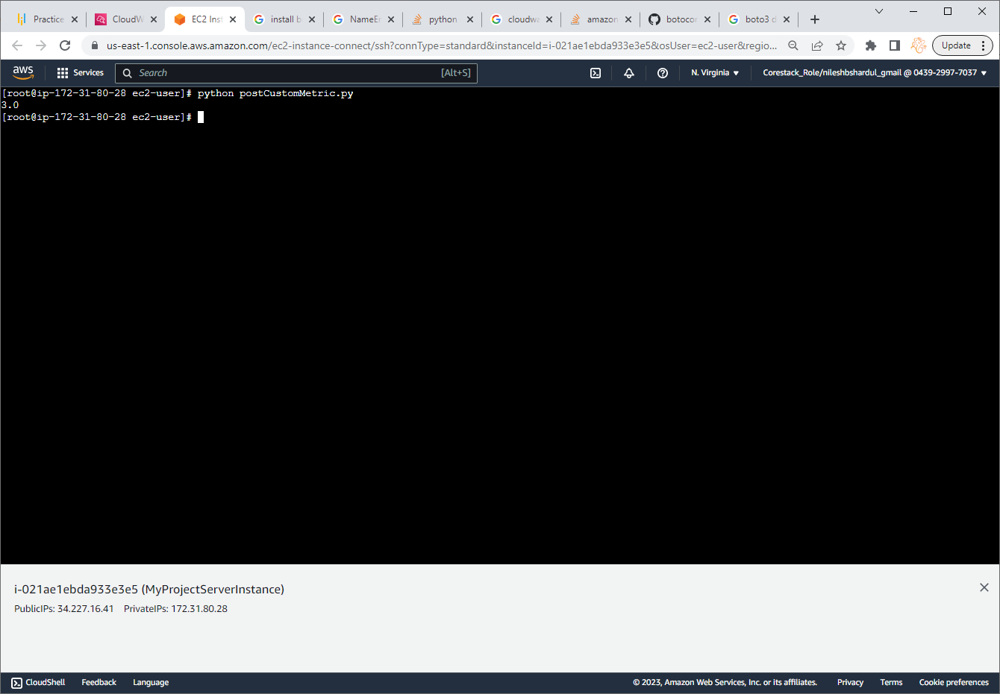 Practice
CloudW
EC2 Inst
install b
NameEr
python
cloudwa
amazon
botocor
boto3 d
us-east-1.console.aws.amazon.com/ec2-instance-connect/ssh?connType=standard&instanceId=i-021ae1ebda933e3e5&osUser=ec2-user&regio...
Update
aws
Services
Search
[Alt+S]
N. Virginia
Corestack_Role/nileshbshardul_gmail @ 0439-2997-7037
[root@ip-172-31-80-28 ec2-user]# python postCustomMetric.py
3.0
[root@ip-172-31-80-28 ec2-user]#
i-021ae1ebda933e3e5 (MyProjectServerInstance)
PublicIPs: 34.227.16.41 PrivateIPs: 172.31.80.28
CloudShell Feedback Language © 2023, Amazon Web Services, Inc. or its affiliates. Privacy Terms Cookie preferences